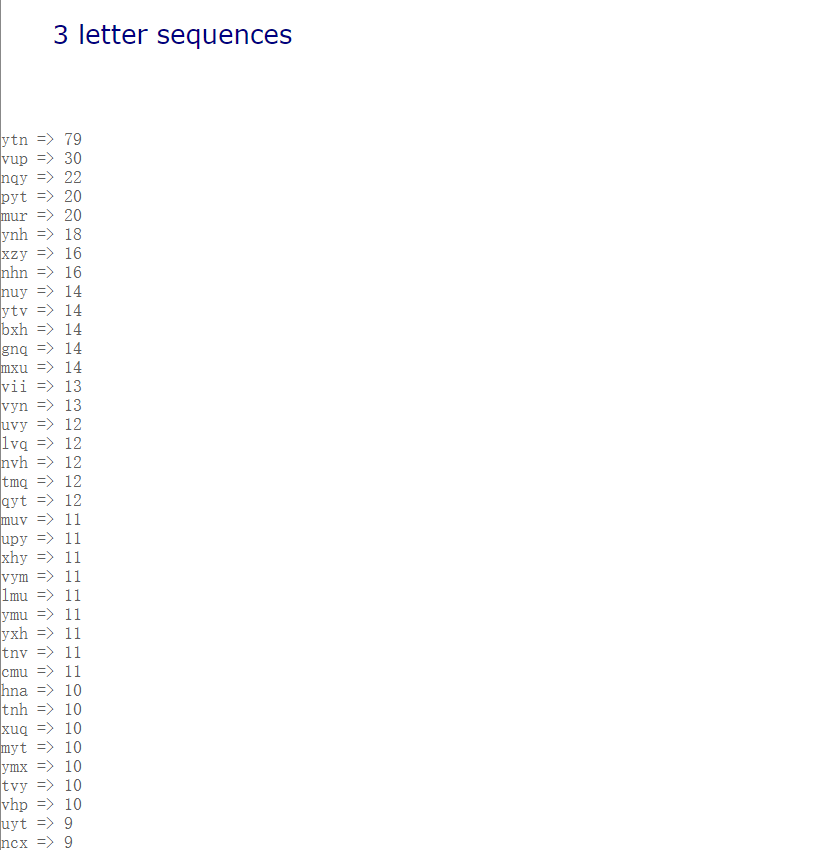 3 letter sequences
ytn => 79
vup => 30
nqy => 22
pyt => 20
mur => 20
ynh => 18
xzy => 16
nhn => 16
nuy => 14
ytv => 14
bxh => 14
gnq => 14
mxu => 14
vii => 13
vyn => 13
uvy => 12
lvq => 12
nvh => 12
tmq => 12
qyt => 12
muv => 11
upy => 11
xhy => 11
vym => 11
lmu => 11
ymu => 11
yxh => 11
tnv => 11
cmu => 11
hna => 10
tnh => 10
xuq => 10
myt => 10
ymx => 10
tvy => 10
vhp => 10
uyt => 9
ncx => 9